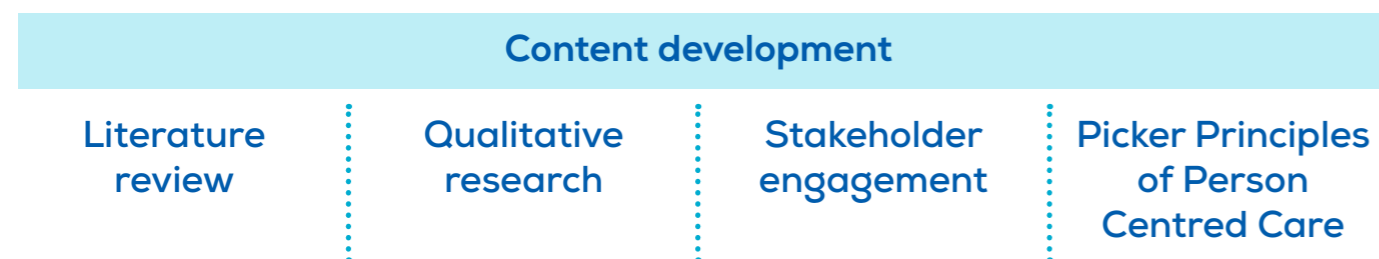 Content development
Literature
review
Qualitative
research
Stakeholder
engagement
Picker Principles
of Person
Centred Care